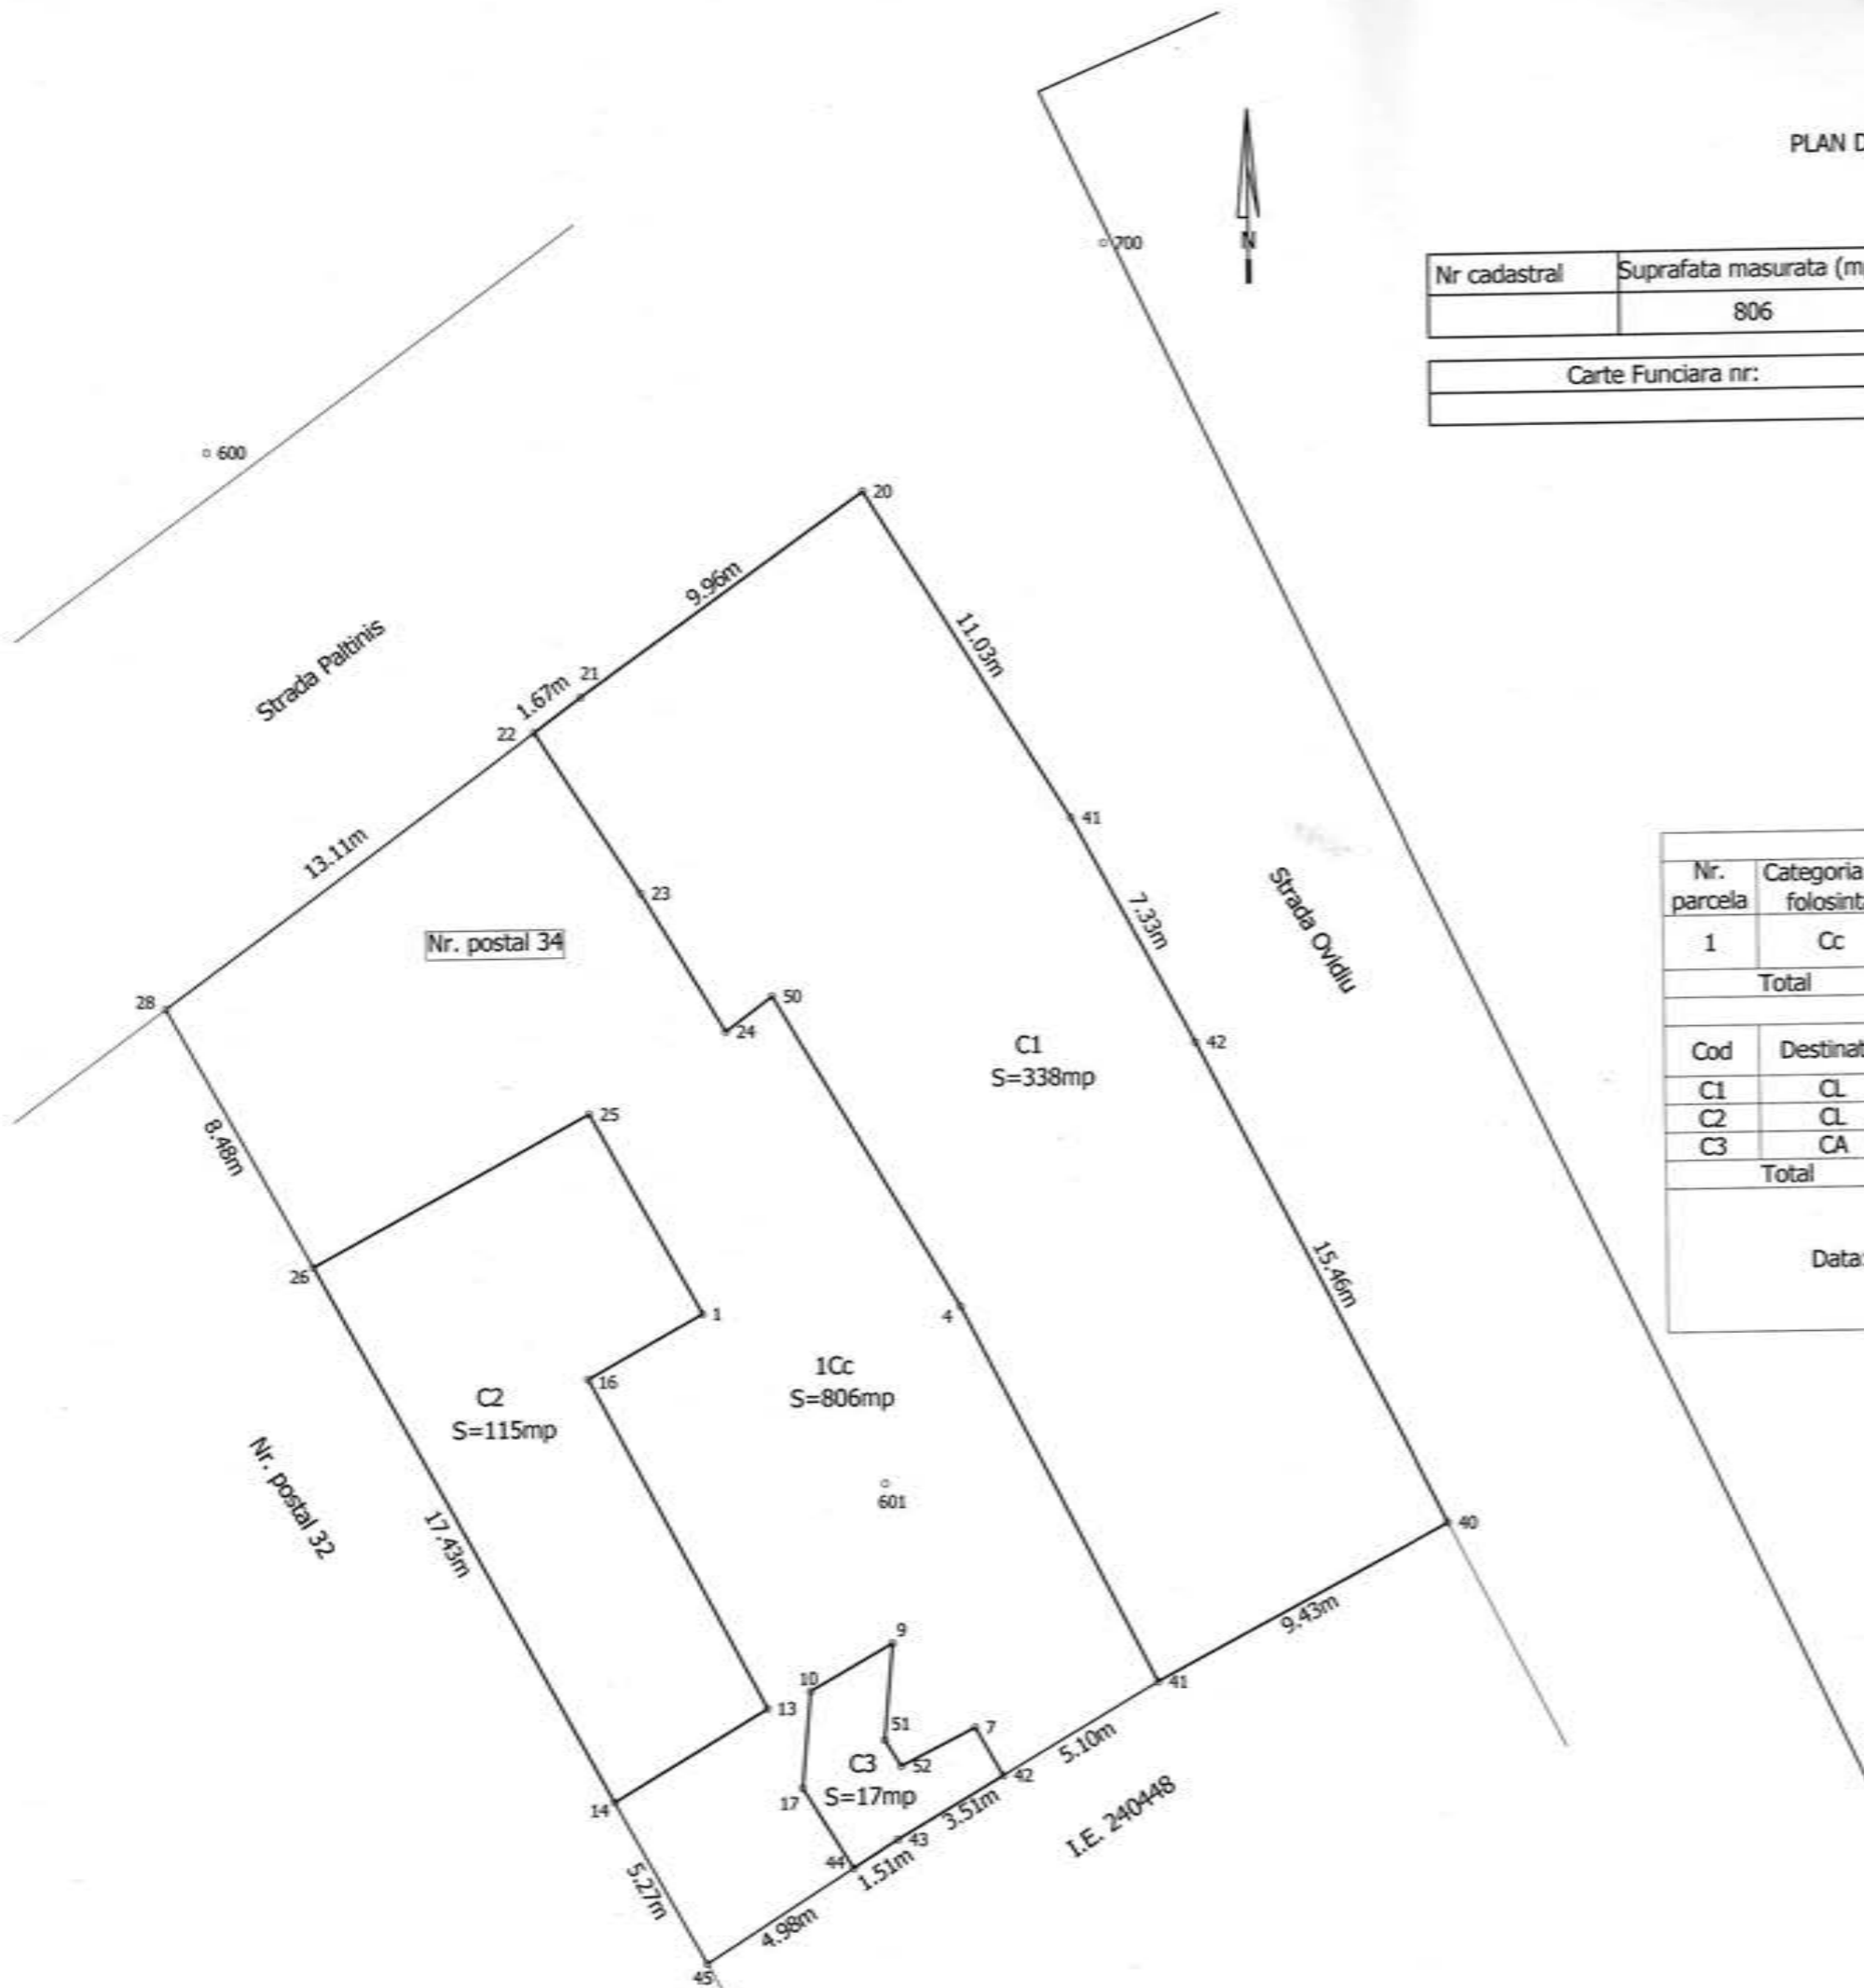 PLAN D
700
N
Nr cadastral Suprafata masurata (m
806
Carte Funciara nr:
600
20
9.96m
11.03m
Strada Paltinis
21
1.67m
22
41
13.11m
23
7.33m
Strada Ovidiu
Nr. postal 34
Nr. parcela Categoria folosint
1 Cc
Total
28
50
24
42
C1
S=338mp
Cod Destinat
C1 CL
C2 CL
C3 CA
Total
25
8.48m
26
15.46m
Data:
1
4
1Cc
S=806mp
16
C2
S=115mp
Nr. postal 32
17.43m
601
40
9.43m
9
10
41
13
51
7
5.10m
C3
S=17mp
52
42
14
17
3.51m
I.E. 240448
43
44
1.51m
5.27m
4.98m
45